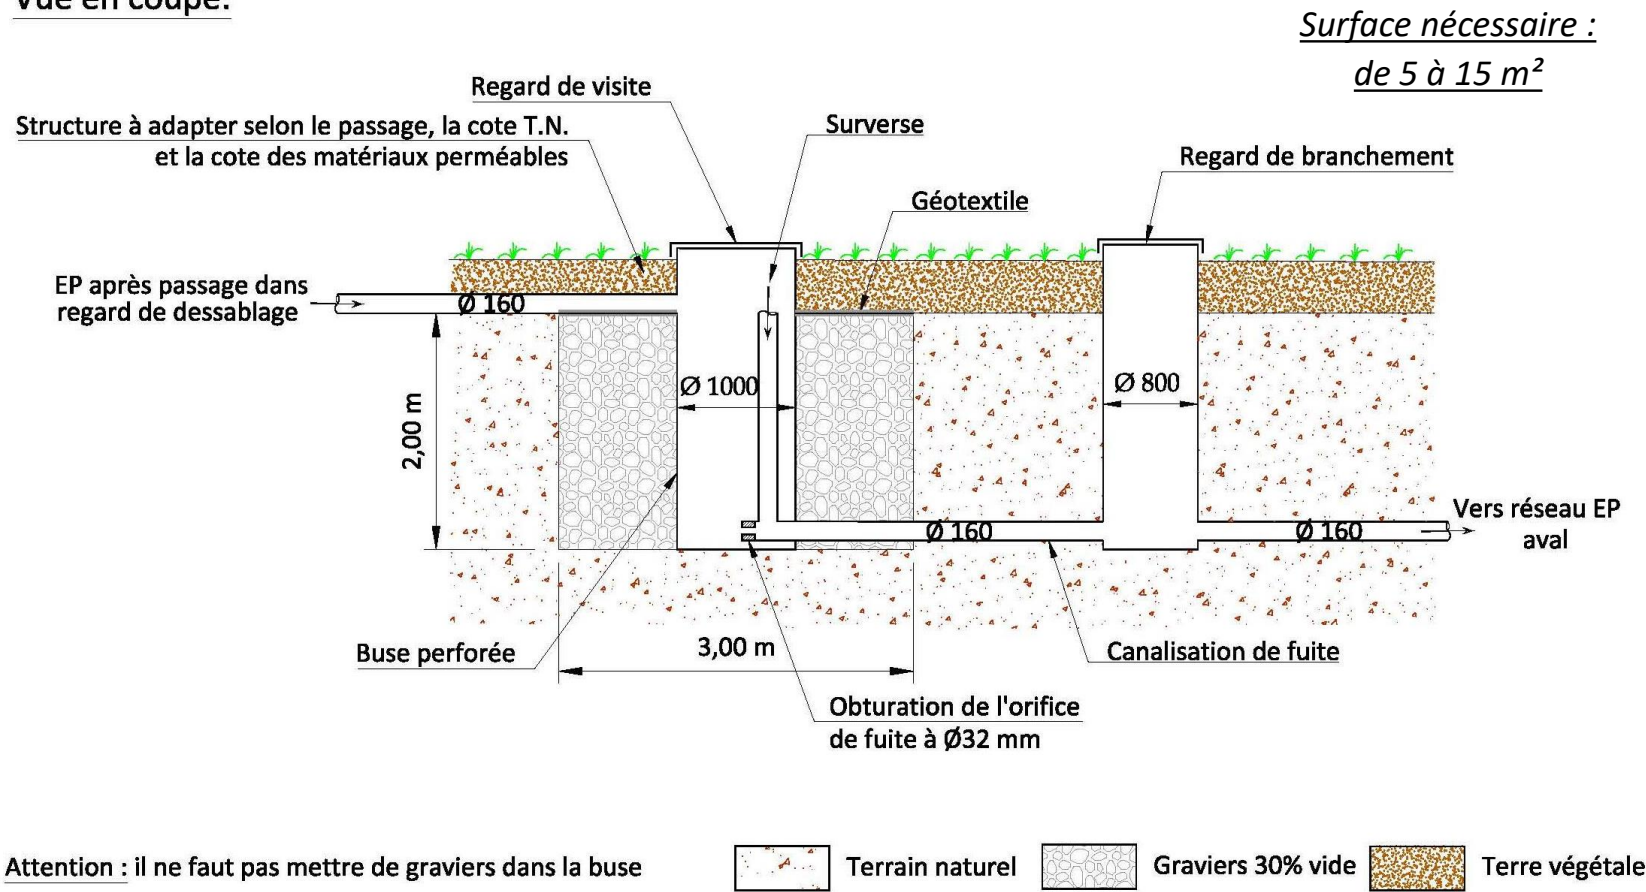 Vue en coupe:
Surface nécessaire :
de 5 à 15 m²
Regard de visite
Structure à adapter selon le passage, la cote T.N.
et la cote des matériaux perméables
Surverse
Regard de branchement
Géotextile
EP après passage dans
regard de dessablage
Ø 160
Ø 1000
Ø 800
2,00 m
Ø 160
Ø 160
Vers réseau EP
aval
Buse perforée
3,00 m
Canalisation de fuite
Obturation de l'orifice
de fuite à Ø32 mm
Attention : il ne faut pas mettre de graviers dans la buse
Terrain naturel
Graviers 30% vide
Terre végétale